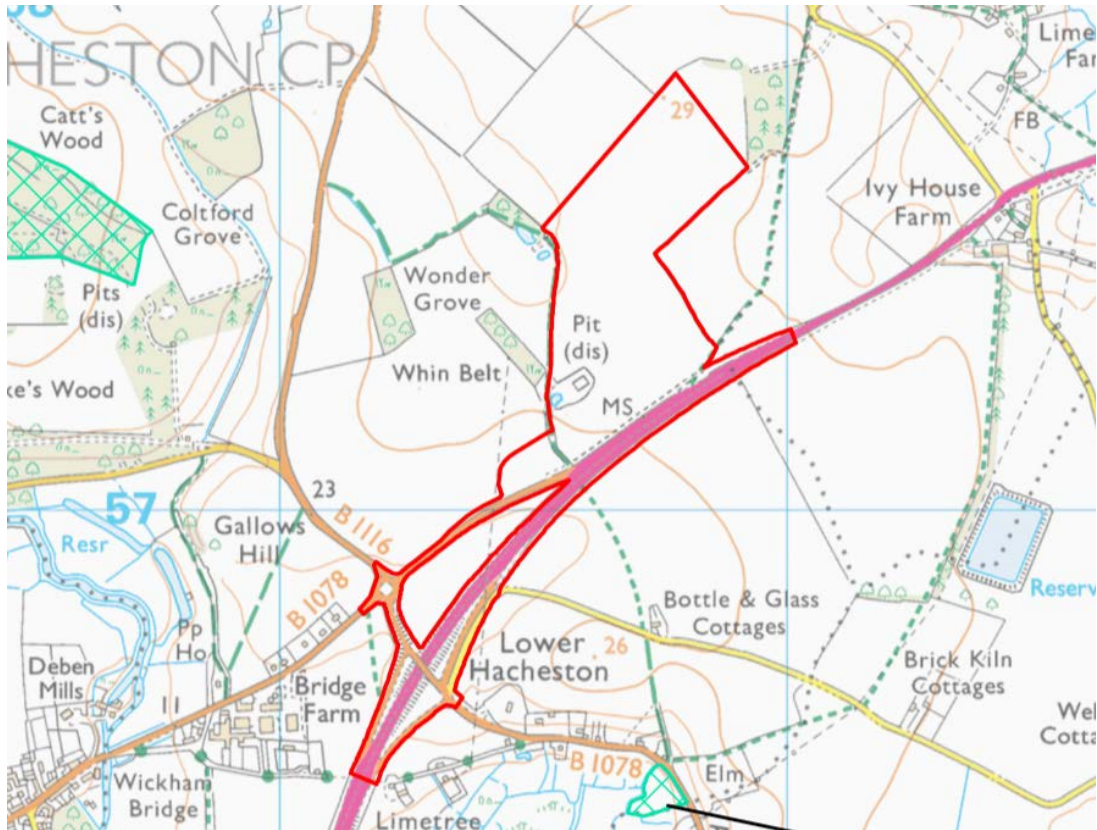 HESTON CP
Catt's
Wood
Coltford
Grove
Pits
(dis)
ke's Wood
Wonder
Grove
Whin Belt
Pit
(dis)
MS
29
Lime
Far
FB
Ivy House
Farm
57
23
Gallows
Hill
Resr
B 1116
B 1078
Pp
Ho
Deben
Mills
11
Bridge
Farm
Wickham
Bridge
Lower
Hacheston
26
Bottle & Glass
Cottages
Brick Kiln
Cottages
Reserv
Wel
Cotta
B 1078
Elm
Limetree